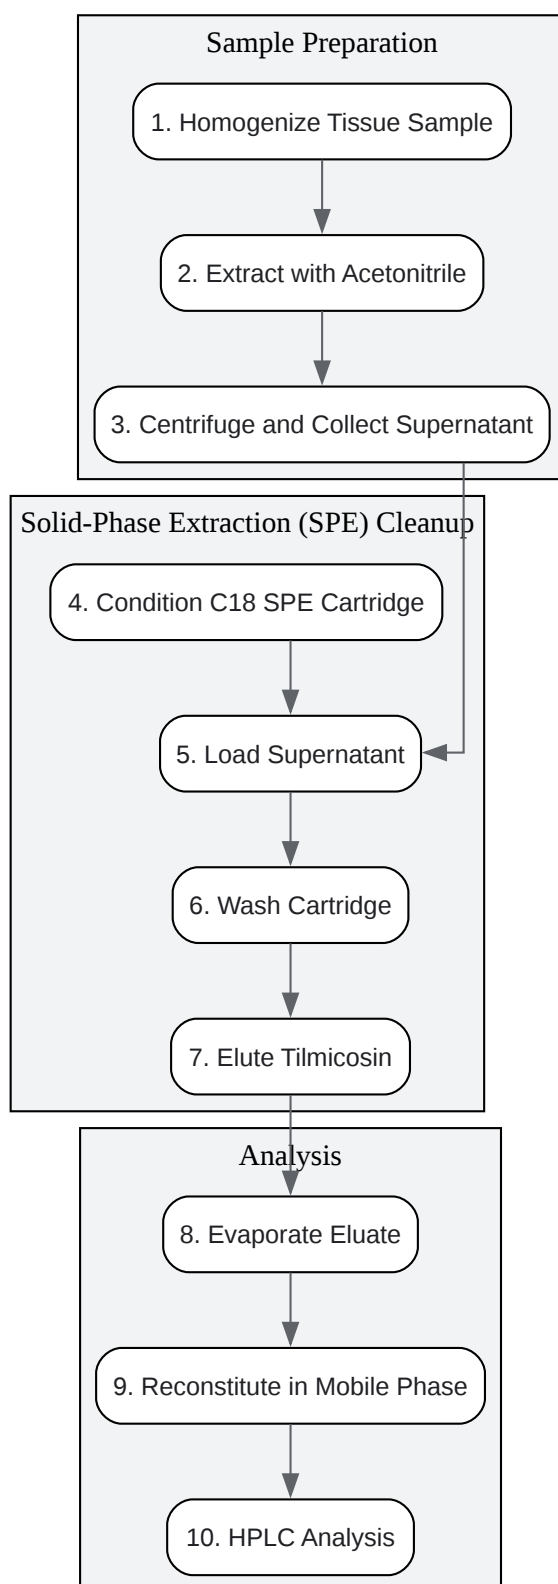 Sample Preparation
1. Homogenize Tissue Sample
2. Extract with Acetonitrile
3. Centrifuge and Collect Supernatant
Solid-Phase Extraction (SPE) Cleanup
4. Condition C18 SPE Cartridge
5. Load Supernatant
6. Wash Cartridge
7. Elute Tilmicosin
Analysis
8. Evaporate Eluate
9. Reconstitute in Mobile Phase
10. HPLC Analysis